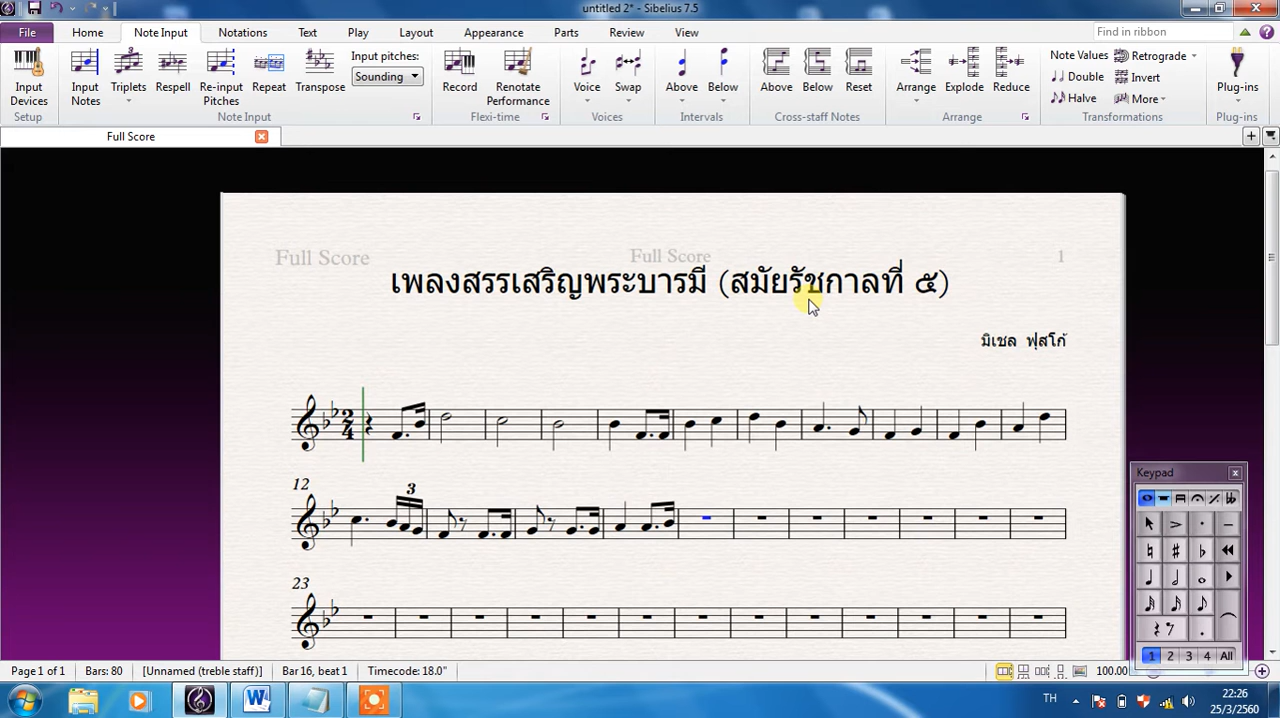 untitled 2* - Sibelius 7.5
File Home Note Input Notations Text Play Layout Appearance Parts Review View Find in ribbon
Input pitches: Note Values Retrograde
Sounding Double Invert
Input Devices Input Notes Triplets Respell Re-input Pitches Repeat Transpose Record Renotate Performance Voice Swap Above Below Above Below Reset Arrange Explode Reduce Halve More Plug-ins
Setup Note Input Flexi-time Voices Intervals Cross-staff Notes Arrange Transformations Plug-ins
Full Score
Full Score Full Score 1
เพลงสรรเสริญพระบารมี (สมัยรัชกาลที่ ๕)
มิเชล ฟุสโก้
2
4
Keypad
12 3
23
1 2 3 4 All
Page 1 of 1 Bars: 80 [Unnamed (treble staff)] Bar 16, beat 1 Timecode: 18.0" 100.00
TH 22:26
25/3/2560